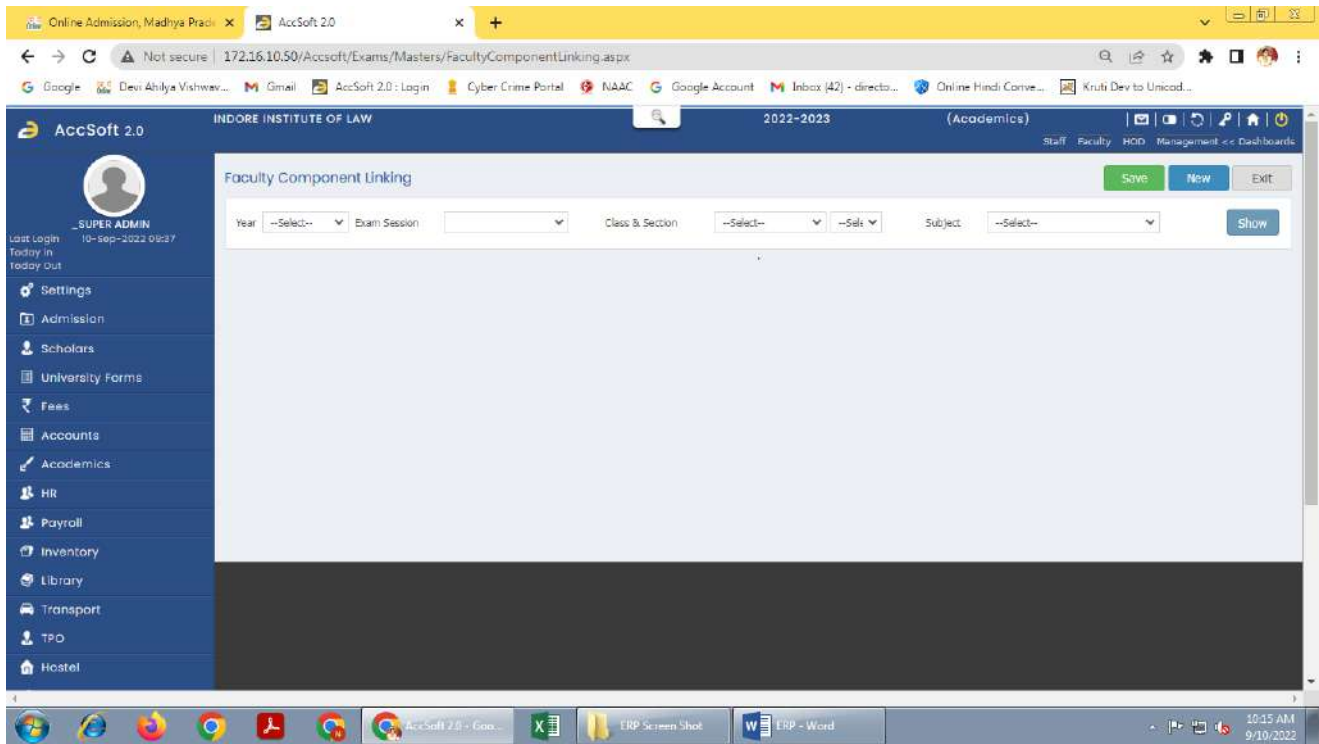 Online Admission, Madhya Prade
AccSoft 2.0
Not secure | 172.16.10.50/Accsoft/Exams/Masters/FacultyComponentLinking.aspx
Google Devi Ahilya Vishwav... Gmail AccSoft 2.0 : Login Cyber Crime Portal NAAC Google Account Inbox (42) - directo... Online Hindi Conve... Kruti Dev to Unicod...
AccSoft 2.0
INDORE INSTITUTE OF LAW 2022-2023 (Academics)
Staff Faculty HOD Management << Dashboards
_SUPER ADMIN
Last Login 10-Sep-2022 09:37
Today In
Today Out
Faculty Component Linking Save New Exit
Year --Select-- Exam Session Class & Section --Select-- --Sele Subject --Select-- Show
Settings
Admission
Scholars
University Forms
Fees
Accounts
Academics
HR
Payroll
Inventory
Library
Transport
TPO
Hostel
AccSoft 2.0 - Goo...
ERP Screen Shot
ERP - Word
10:15 AM
9/10/2022